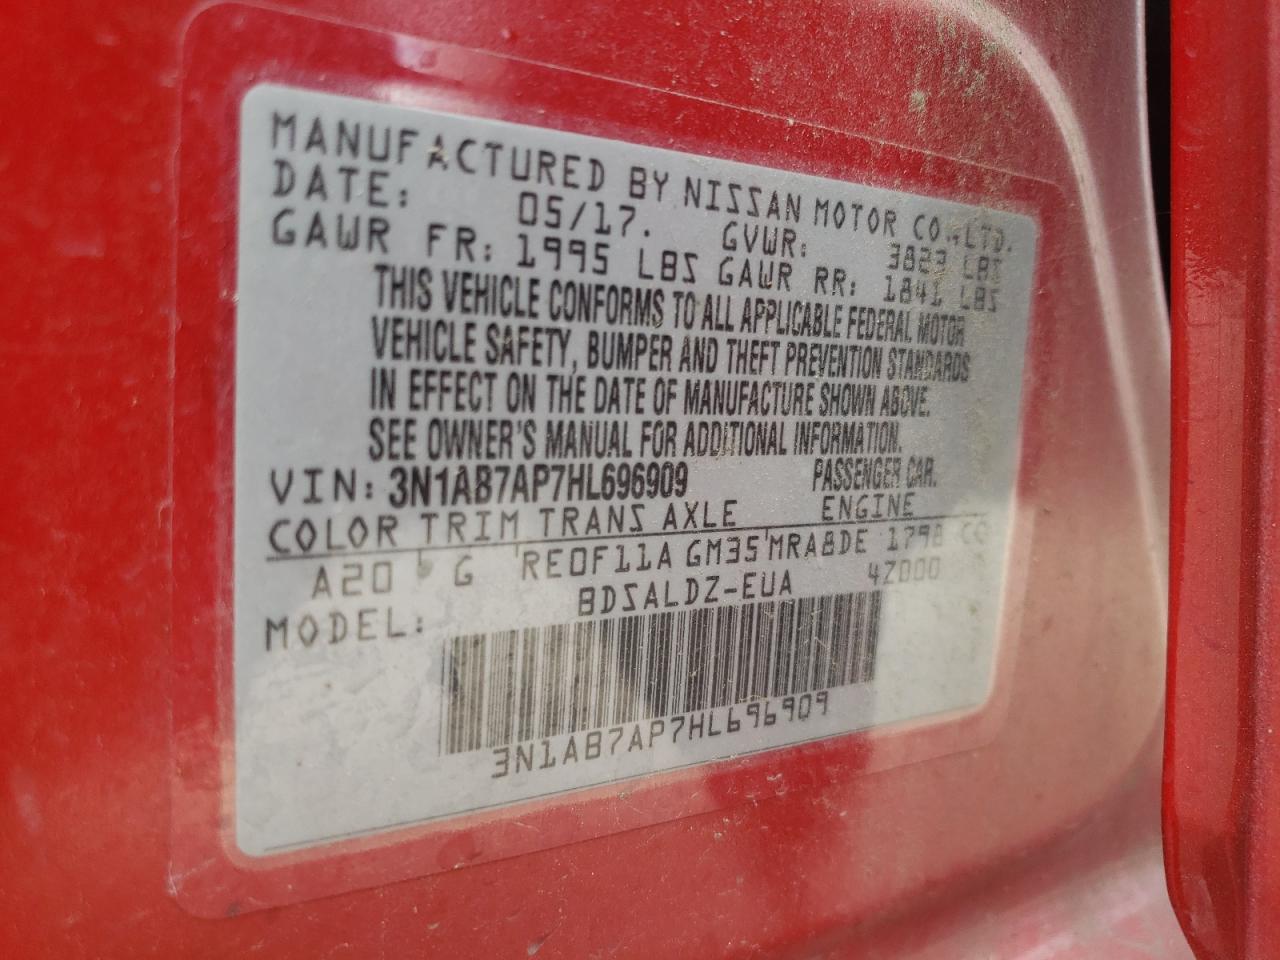 MANUFACTURED BY NISSAN MOTOR CO.,LTD.
DATE: 05/17. GVWR: 3823 LBS
GAWR FR: 1995 LBS GAWR RR: 1841 LBS
THIS VEHICLE CONFORMS TO ALL APPLICABLE FEDERAL MOTOR
VEHICLE SAFETY, BUMPER AND THEFT PREVENTION STANDARDS
IN EFFECT ON THE DATE OF MANUFACTURE SHOWN ABOVE.
SEE OWNER'S MANUAL FOR ADDITIONAL INFORMATION.
VIN: 3N1AB7AP7HL696909 PASSENGER CAR.
COLOR TRIM TRANS AXLE ENGINE
A20 G RE0F11A GM35 MRA8DE 1798 CC
MODEL: BDSALDZ-EUA 4Z000
3N1AB7AP7HL696909